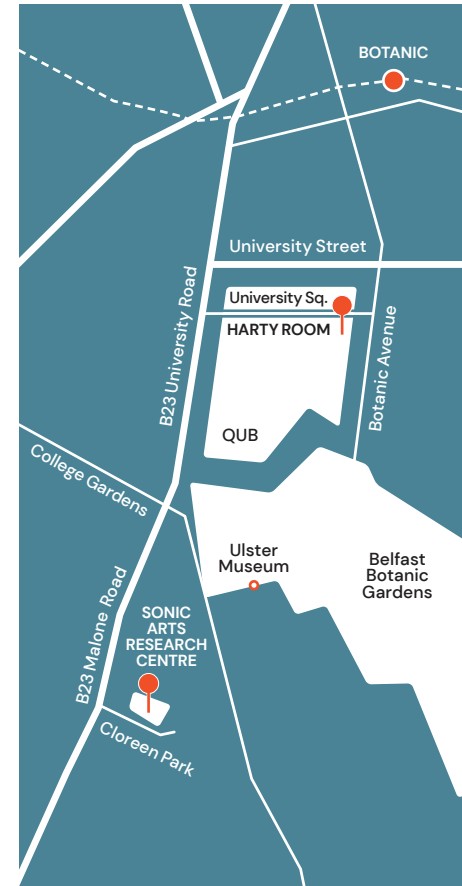 BOTANIC
University Street
University Sq.
HARTY ROOM
B23 University Road
Botanic Avenue
QUB
College Gardens
Ulster
Museum
Belfast
Botanic
Gardens
B23 Malone Road
SONIC
ARTS
RESEARCH
CENTRE
Cloreen Park